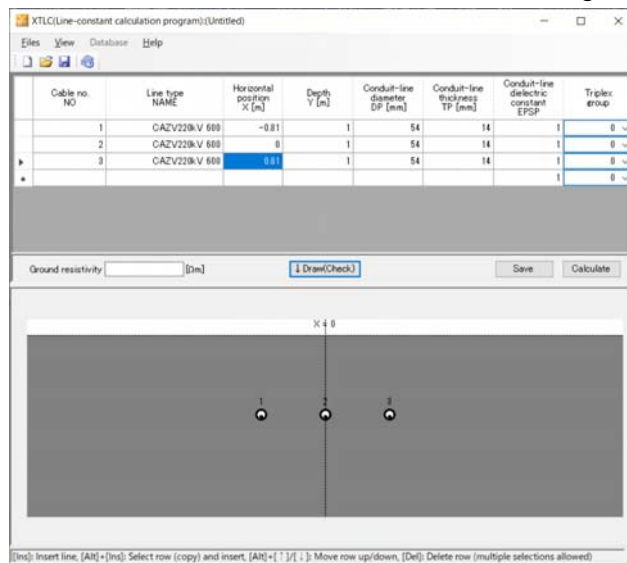 XTLC(Line-constant calculation program):(Untitled)
Files View Database Help
Cable no. NO Line type NAME Horizontal position X [m] Depth Y [m] Conduit-line diameter DP [mm] Conduit-line thickness TP [mm] Conduit-line dielectric constant EPSP Triplex group
1 CAZV220kV 600 -0.81 1 54 14 1 0
2 CAZV220kV 600 0 1 54 14 1 0
3 CAZV220kV 600 0.81 1 54 14 1 0
1 0
Ground resistivity [Ωm] ↓ Draw(Check) Save Calculate
X = 0
1 2 3
[Ins]: Insert line, [Alt]+[Ins]: Select row (copy) and insert, [Alt]+[↑]/[↓]: Move row up/down, [Del]: Delete row (multiple selections allowed)